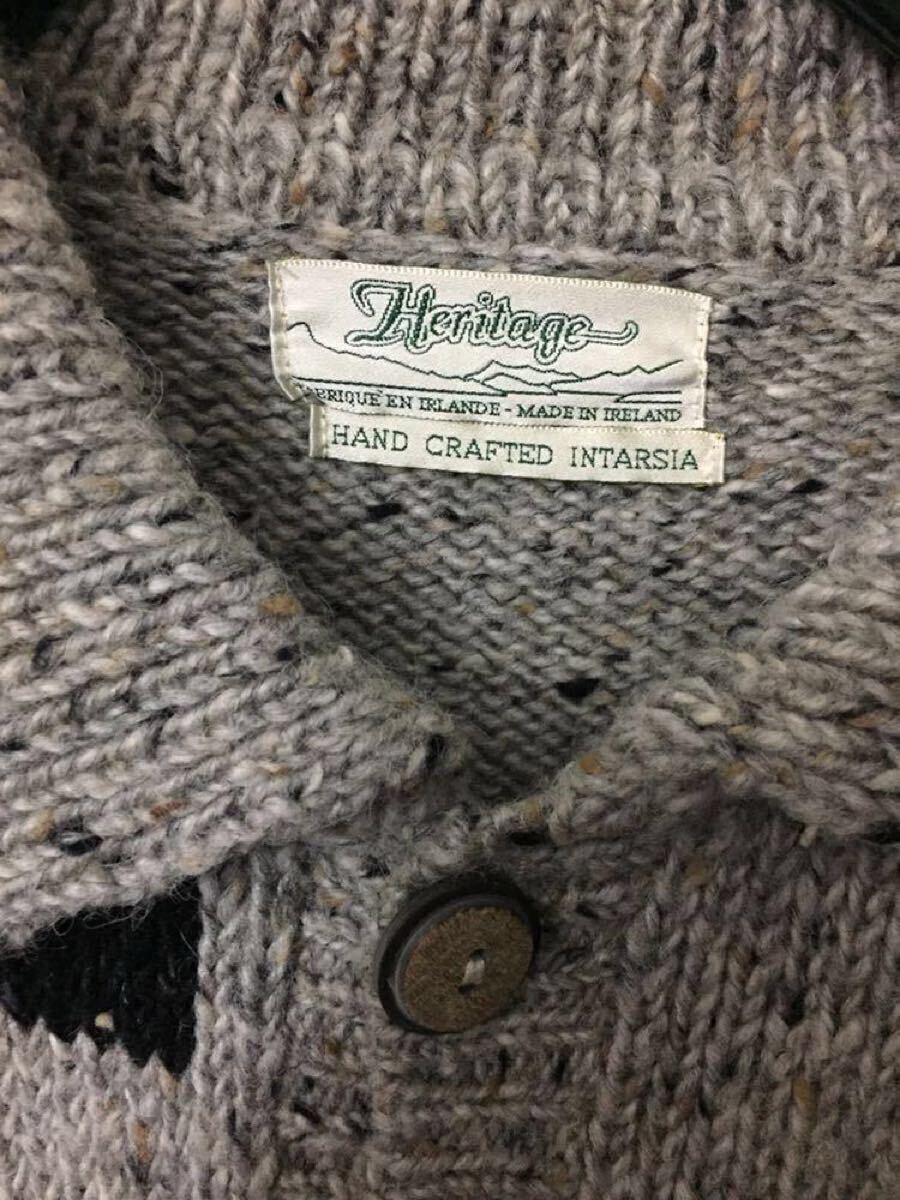 Heritage
FABRIQUE EN IRLANDE - MADE IN IRELAND
HAND CRAFTED INTARSIA